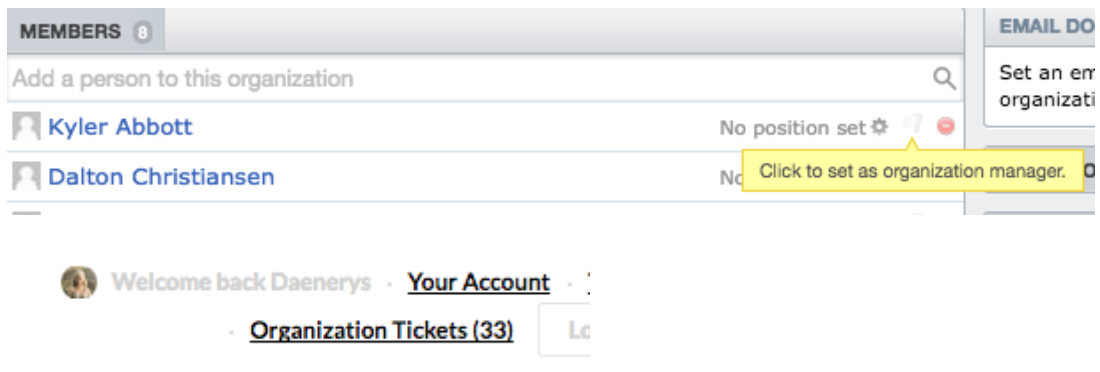 MEMBERS 8
EMAIL DO
Add a person to this organization
Set an em
organizati
Kyler Abbott
No position set
Click to set as organization manager.
Dalton Christiansen
No
Welcome back Daenerys · Your Account ·
· Organization Tickets (33)
Lo